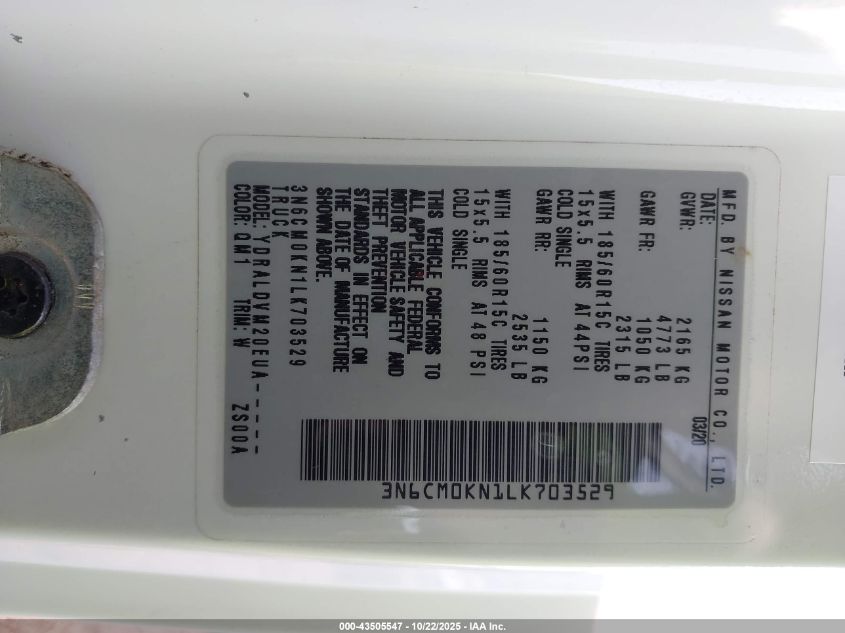 MFD. BY NISSAN MOTOR CO., LTD.
DATE: 03/20
GVWR: 2165 KG
4773 LB
GAWR FR: 1050 KG
2315 LB
WITH 185/60R15C TIRES
15x5.5 RIMS AT 44PSI
COLD SINGLE
GAWR RR: 1150 KG
2535 LB
WITH 185/60R15C TIRES
15x5.5 RIMS AT 48 PSI
COLD SINGLE
THIS VEHICLE CONFORMS TO
ALL APPLICABLE FEDERAL
MOTOR VEHICLE SAFETY AND
THEFT PREVENTION
STANDARDS IN EFFECT ON
THE DATE OF MANUFACTURE
SHOWN ABOVE.
3N6CM0KN1LK703529
TRUCK
MODEL: YDRALDYM20EUA-----
COLOR: QM1 TRIM: W ZS00A
3N6CM0KN1LK703529
000-43505547 - 10/22/2025 - IAA Inc.